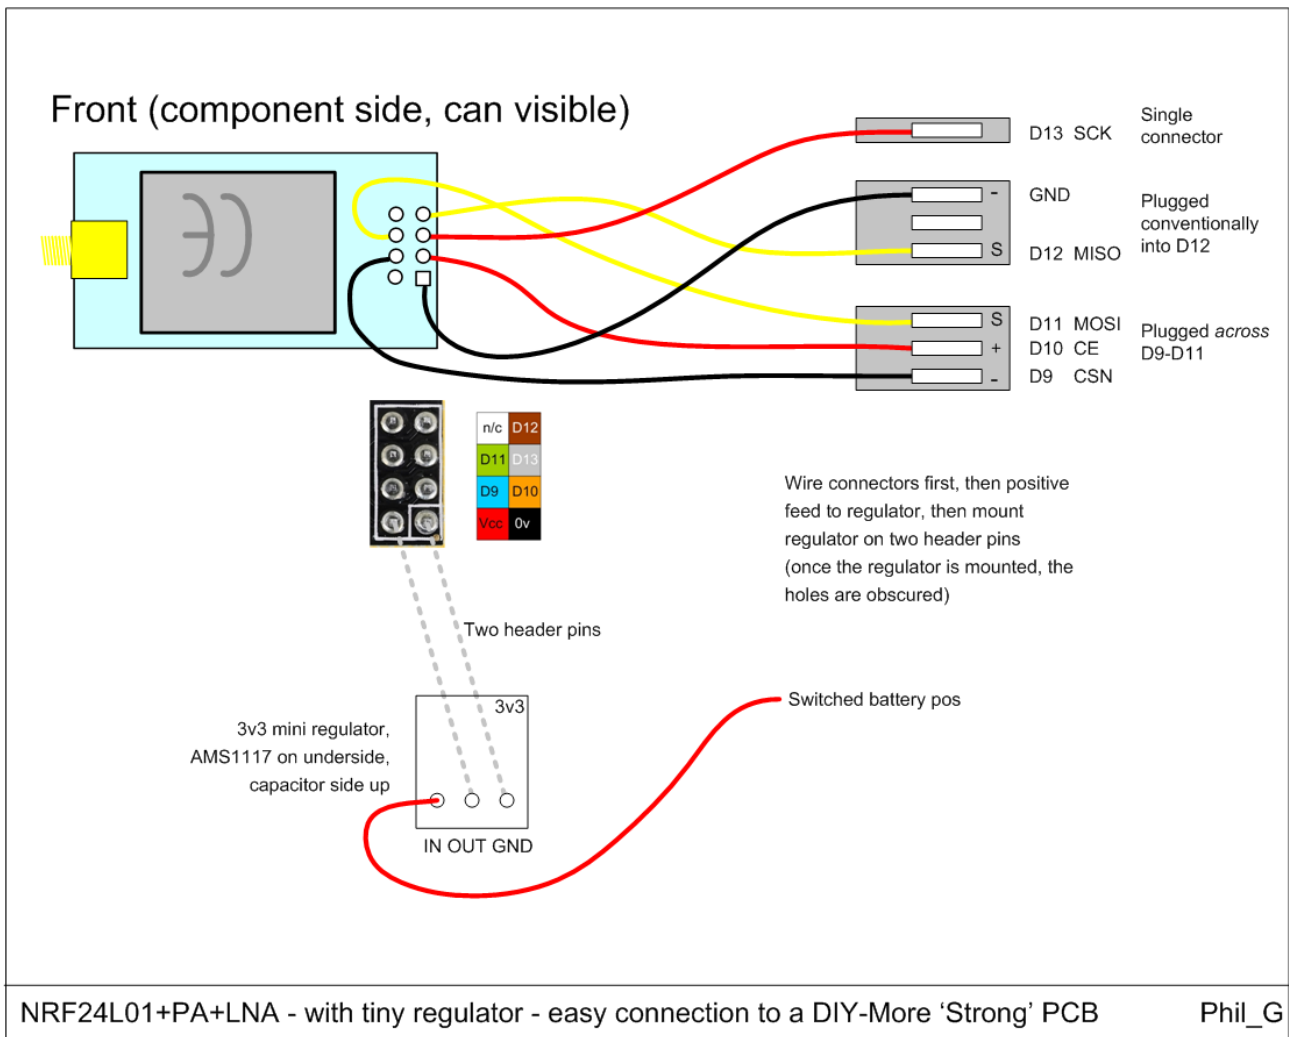 Front (component side, can visible)
D13 SCK
Single
connector
-
GND
S
D12 MISO
Plugged
conventionally
into D12
S
D11 MOSI
+
D10 CE
-
D9 CSN
Plugged across
D9-D11
n/c D12
D11 D13
D9 D10
Vcc 0v
Wire connectors first, then positive
feed to regulator, then mount
regulator on two header pins
(once the regulator is mounted, the
holes are obscured)
Two header pins
Switched battery pos
3v3
3v3 mini regulator,
AMS1117 on underside,
capacitor side up
IN OUT GND
NRF24L01+PA+LNA - with tiny regulator - easy connection to a DIY-More ‘Strong’ PCB
Phil_G